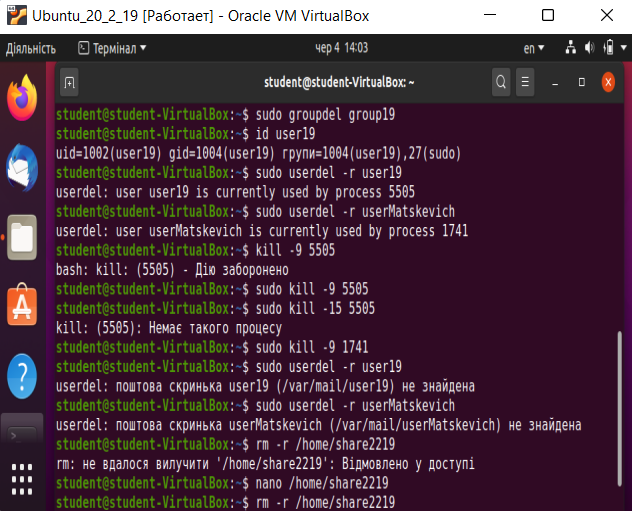 Ubuntu_20_2_19 [Работает] - Oracle VM VirtualBox
Діяльність Термінал чер 4 14:03 en
student@student-VirtualBox: ~
student@student-VirtualBox:~$ sudo groupdel group19
student@student-VirtualBox:~$ id user19
uid=1002(user19) gid=1004(user19) групи=1004(user19),27(sudo)
student@student-VirtualBox:~$ sudo userdel -r user19
userdel: user user19 is currently used by process 5505
student@student-VirtualBox:~$ sudo userdel -r userMatskevich
userdel: user userMatskevich is currently used by process 1741
student@student-VirtualBox:~$ kill -9 5505
bash: kill: (5505) - Дію заборонено
student@student-VirtualBox:~$ sudo kill -9 5505
student@student-VirtualBox:~$ sudo kill -15 5505
kill: (5505): Немає такого процесу
student@student-VirtualBox:~$ sudo kill -9 1741
student@student-VirtualBox:~$ sudo userdel -r user19
userdel: поштова скринька user19 (/var/mail/user19) не знайдена
student@student-VirtualBox:~$ sudo userdel -r userMatskevich
userdel: поштова скринька userMatskevich (/var/mail/userMatskevich) не знайдена
student@student-VirtualBox:~$ rm -r /home/share2219
rm: не вдалося вилучити '/home/share2219': Відмовлено у доступі
student@student-VirtualBox:~$ nano /home/share2219
student@student-VirtualBox:~$ rm -r /home/share2219